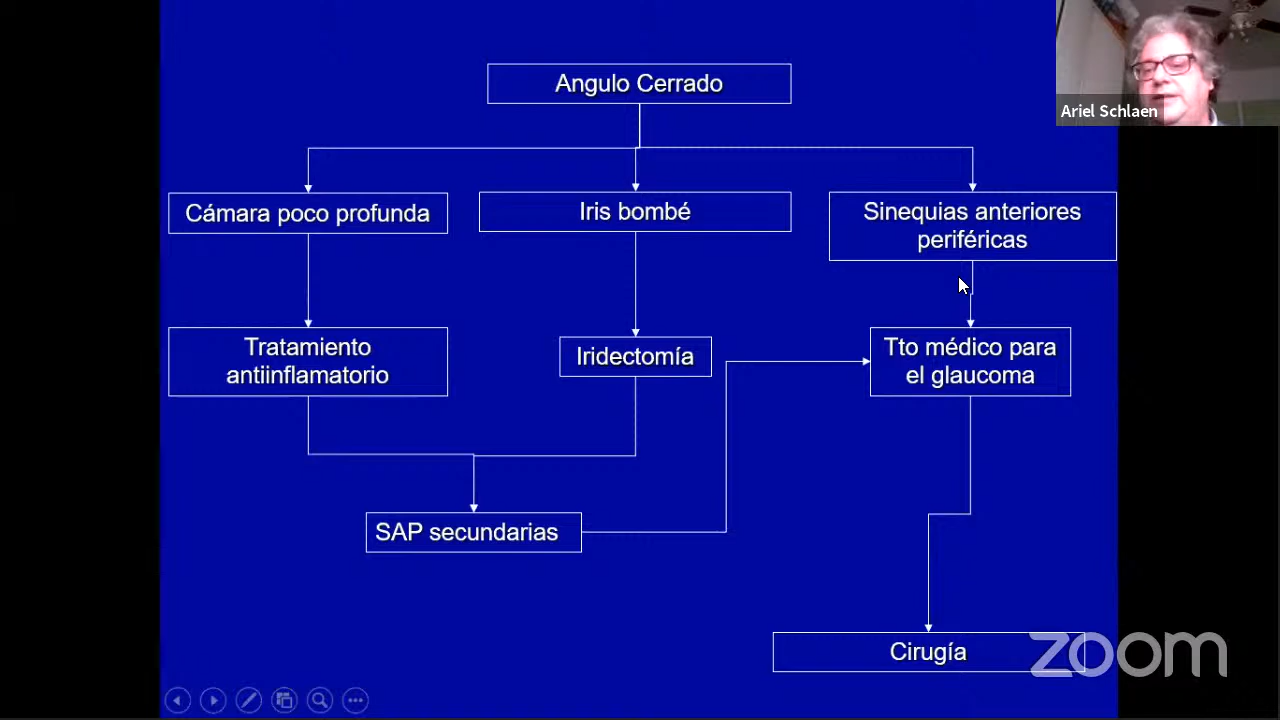 Angulo Cerrado
Ariel Schlaen
Cámara poco profunda
Iris bombé
Sinequias anteriores
periféricas
Tratamiento
antiinflamatorio
Iridectomía
Tto médico para
el glaucoma
SAP secundarias
Cirugía
zoom